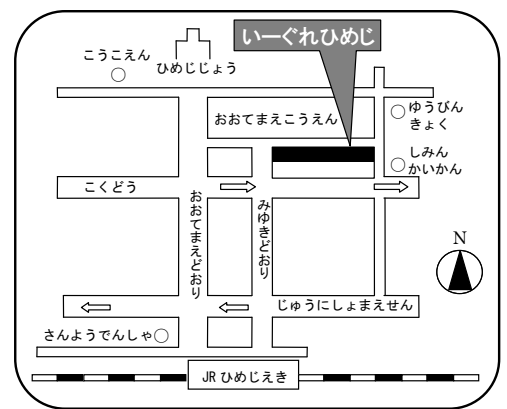 いーぐれひめじ
こうこえん
ひめじじょう
おおてまえこうえん
ゆうびん
きょく
しみん
かいかん
こくどう
おおてまえどおり
みゆきどおり
N
じゅうにしょまえせん
さんようでんしゃ
JR ひめじえき